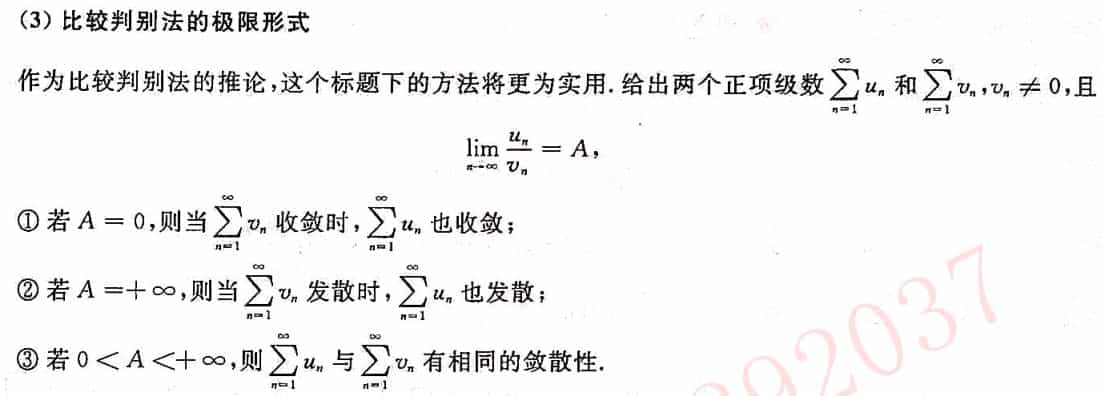 (3) 比较判别法的极限形式
作为比较判别法的推论,这个标题下的方法将更为实用. 给出两个正项级数 $\sum_{n=1}^{\infty} u_n$ 和 $\sum_{n=1}^{\infty} v_n, v_n \neq 0$,且
$\lim_{n \to \infty} \frac{u_n}{v_n} = A,$
① 若 $A = 0$,则当 $\sum_{n=1}^{\infty} v_n$ 收敛时, $\sum_{n=1}^{\infty} u_n$ 也收敛;
② 若 $A = +\infty$,则当 $\sum_{n=1}^{\infty} v_n$ 发散时, $\sum_{n=1}^{\infty} u_n$ 也发散;
③ 若 $0 < A < +\infty$,则 $\sum_{n=1}^{\infty} u_n$ 与 $\sum_{n=1}^{\infty} v_n$ 有相同的敛散性.
92037